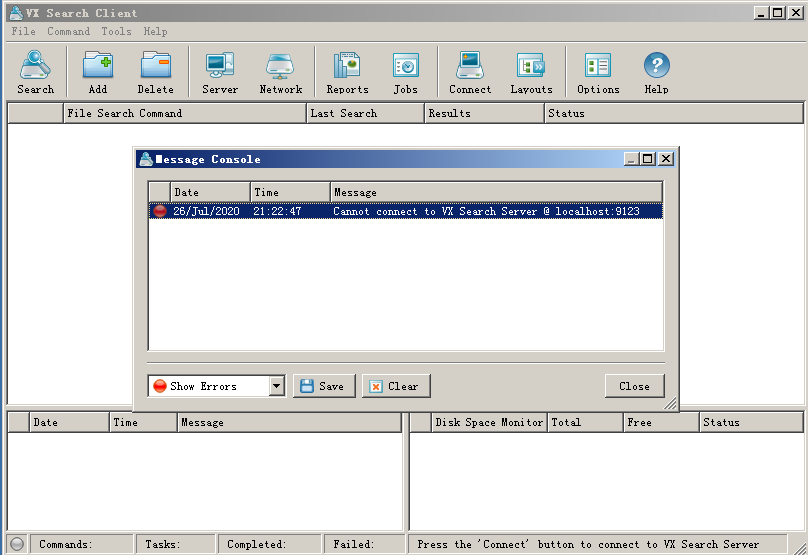 VX Search Client
File Command Tools Help
Search Add Delete Server Network Reports Jobs Connect Layouts Options Help
File Search Command Last Search Results Status
Message Console
Date Time Message
26/Jul/2020 21:22:47 Cannot connect to VX Search Server @ localhost:9123
Show Errors Save Clear Close
Date Time Message Disk Space Monitor Total Free Status
Commands: Tasks: Completed: Failed: Press the 'Connect' button to connect to VX Search Server